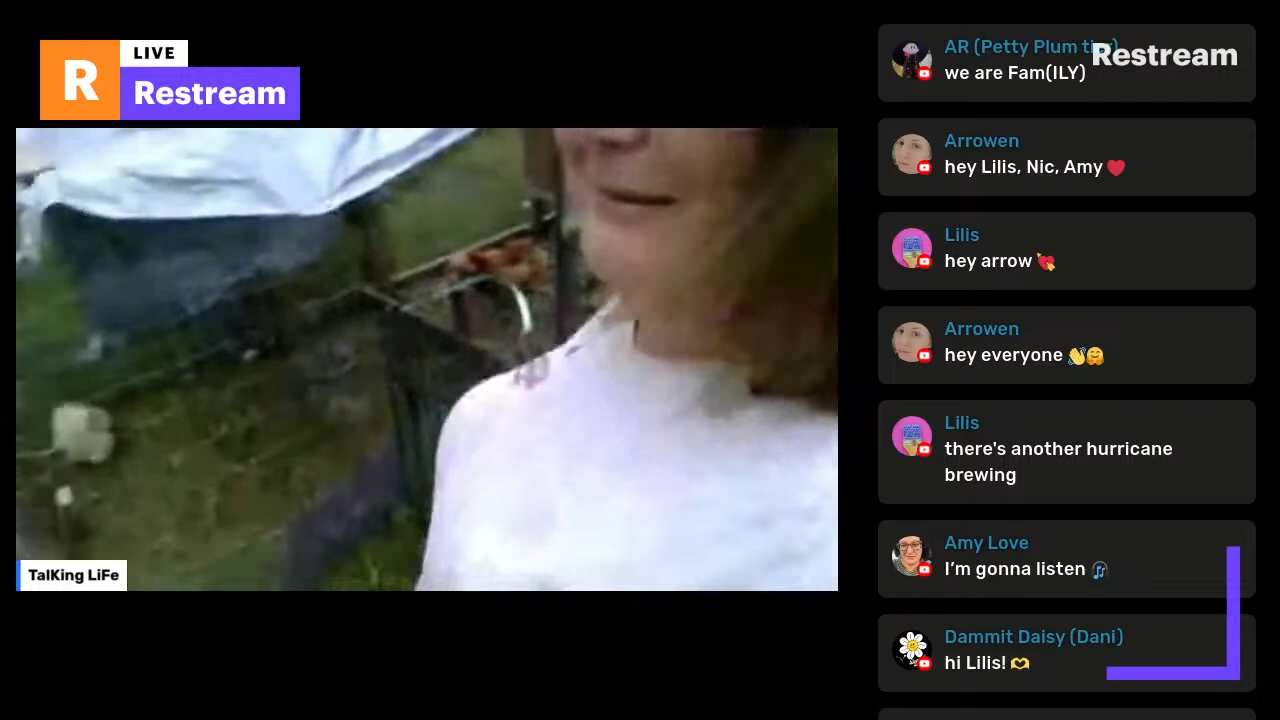 R
LIVE
Restream
TalKing LiFe
AR (Petty Plum
Restream
we are Fam(ILY)
Arrowen
hey Lilis, Nic, Amy ❤️
Lilis
hey arrow 💘
Arrowen
hey everyone 👋🤗
Lilis
there's another hurricane
brewing
Amy Love
I’m gonna listen 🎧
Dammit Daisy (Dani)
hi Lilis! 🫶